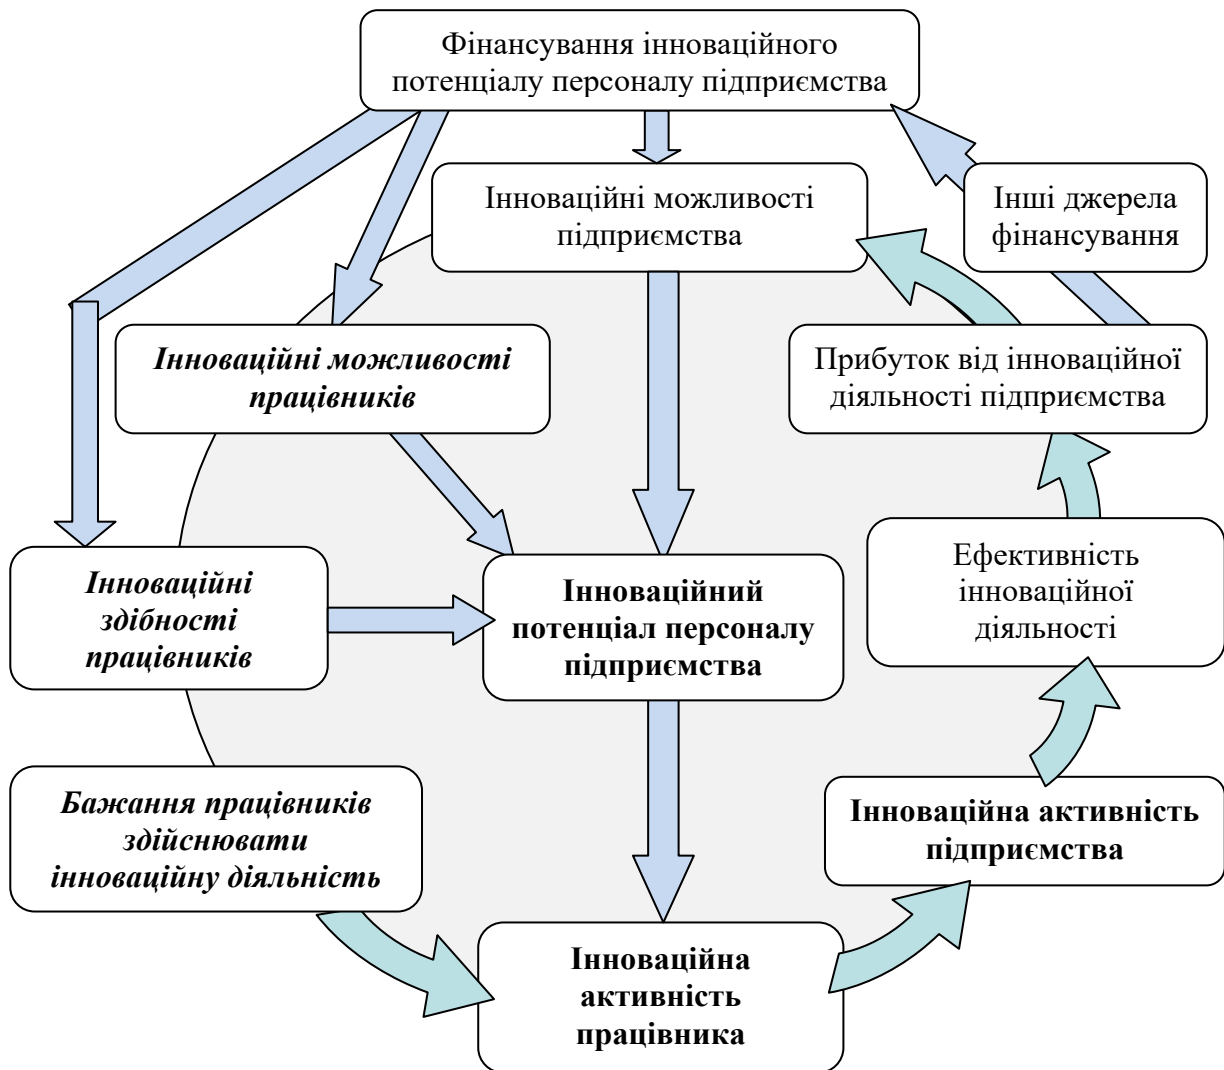 Фінансування інноваційного
потенціалу персоналу підприємства
Інноваційні можливості
підприємства
Інші джерела
фінансування
Інноваційні можливості
працівників
Прибуток від інноваційної
діяльності підприємства
Інноваційні
здібності
працівників
Інноваційний
потенціал персоналу
підприємства
Ефективність
інноваційної
діяльності
Бажання працівників
здійснювати
інноваційну діяльність
Інноваційна активність
підприємства
Інноваційна
активність
працівника